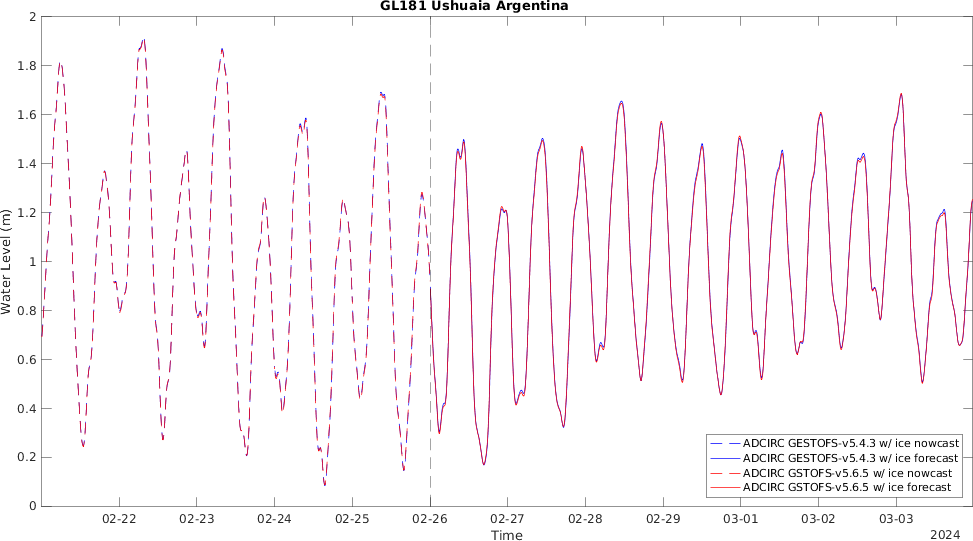 GL181 Ushuaia Argentina
Water Level (m)
2
1.8
1.6
1.4
1.2
1
0.8
0.6
0.4
0.2
0
ADCIRC GESTOFS-v5.4.3 w/ ice nowcast
ADCIRC GESTOFS-v5.4.3 w/ ice forecast
ADCIRC GSTOFS-v5.6.5 w/ ice nowcast
ADCIRC GSTOFS-v5.6.5 w/ ice forecast
02-22 02-23 02-24 02-25 02-26 02-27 02-28 02-29 03-01 03-02 03-03
Time
2024